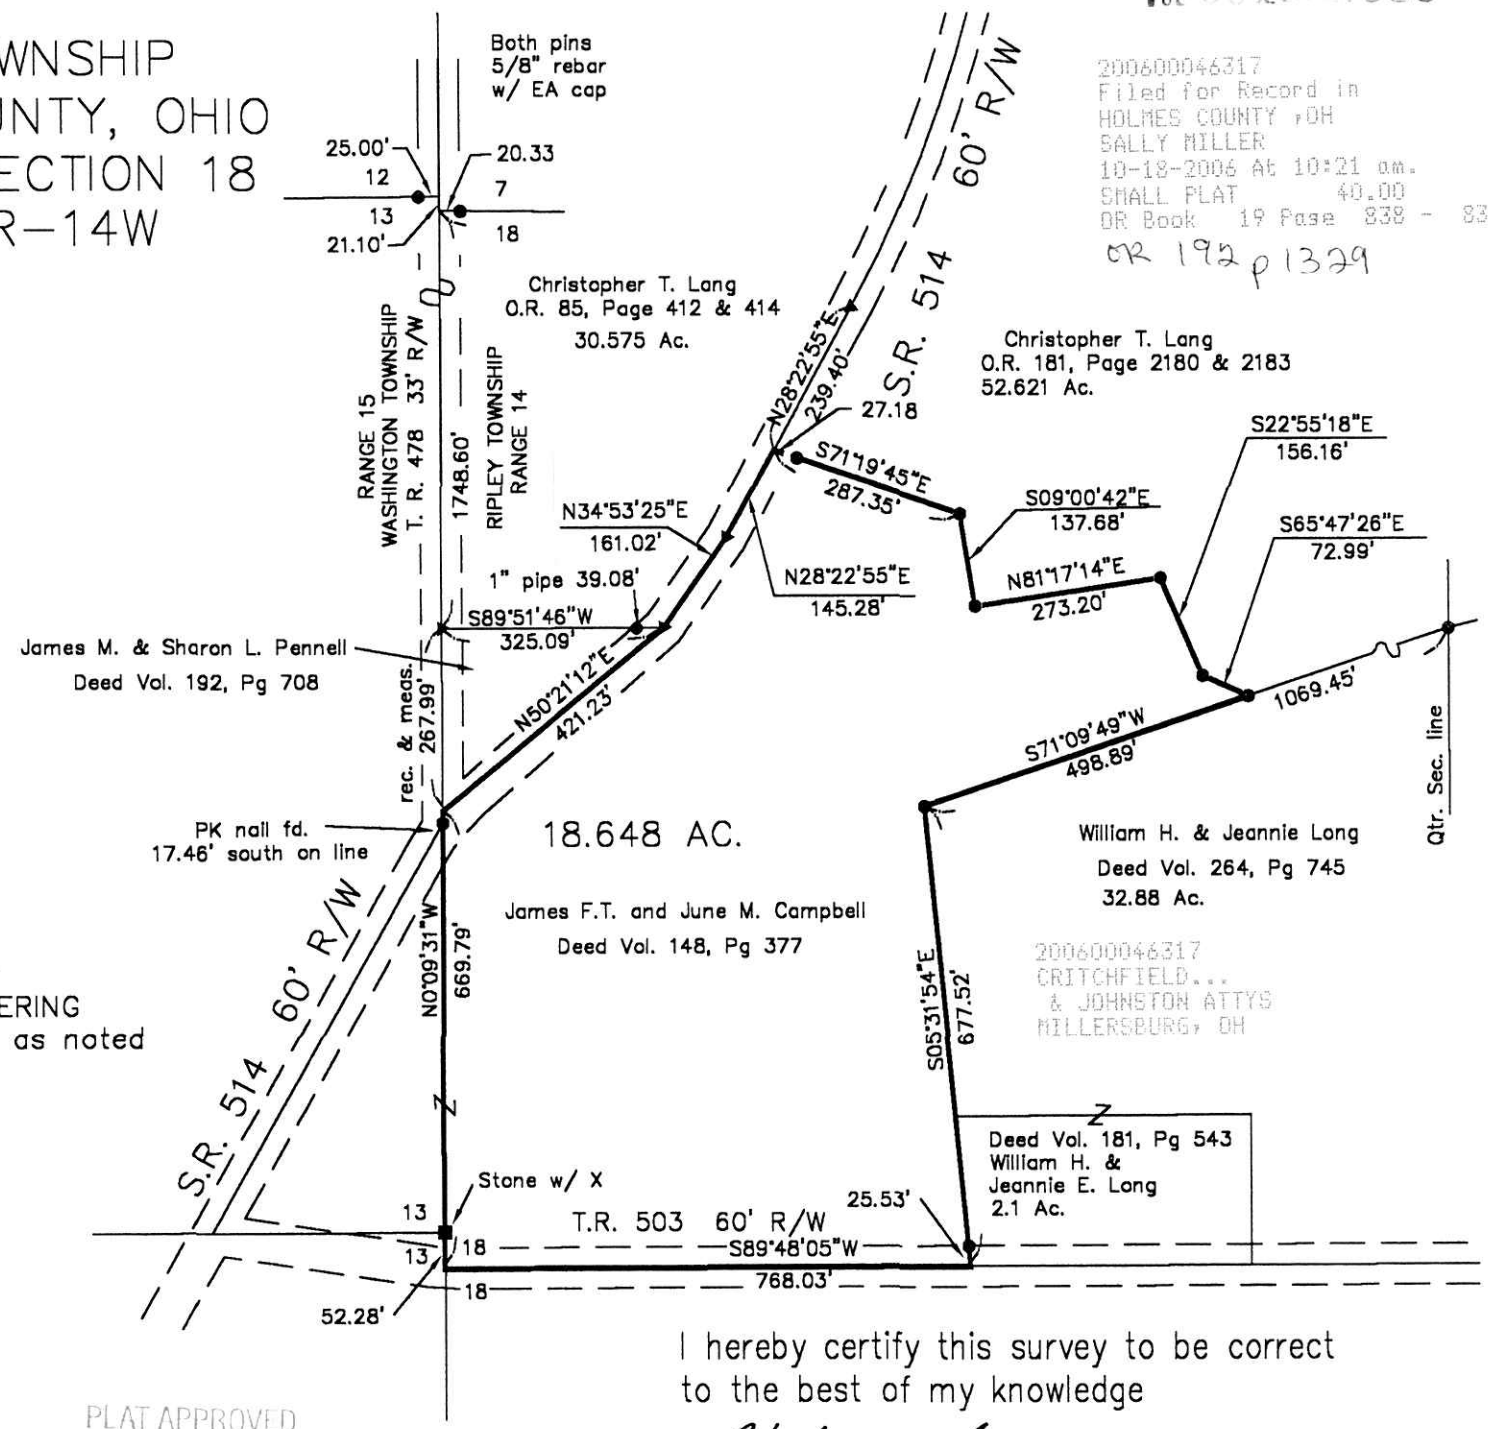 WNSHIP
UNTY, OHIO
ECTION 18
R-14W
Both pins
5/8" rebar
w/ EA cap
25.00'
20.33
12
7
13
18
21.10'
60' R/W
S.R. 514
200600046317
Filed for Record in
HOLMES COUNTY ,OH
SALLY MILLER
10-18-2006 At 10:21 am.
SMALL PLAT 40.00
OR Book 19 Page 838 - 83
OR 192 p 1329
Christopher T. Lang
O.R. 85, Page 412 & 414
30.575 Ac.
Christopher T. Lang
O.R. 181, Page 2180 & 2183
52.621 Ac.
RANGE 15
WASHINGTON TOWNSHIP
T. R. 478 33' R/W
1748.60'
RIPLEY TOWNSHIP
RANGE 14
N28°22'55"E
239.40'
27.18
S71°19'45"E
287.35'
S22°55'18"E
156.16'
S09°00'42"E
137.68'
S65°47'26"E
72.99'
N34°53'25"E
161.02'
N28°22'55"E
145.28'
N81°17'14"E
273.20'
1" pipe 39.08'
S89°51'46"W
325.09'
James M. & Sharon L. Pennell
Deed Vol. 192, Pg 708
rec. & meas.
267.99'
N50°21'12"E
421.23'
1069.45'
S71°09'49"W
498.89'
Qtr. Sec. line
PK nail fd.
17.46' south on line
18.648 AC.
William H. & Jeannie Long
Deed Vol. 264, Pg 745
32.88 Ac.
James F.T. and June M. Campbell
Deed Vol. 148, Pg 377
N0°09'31"W
669.79'
S.R. 514 60' R/W
ERING
as noted
S05°31'54"E
677.52'
200600046317
CRITCHFIELD...
& JOHNSTON ATTYS
MILLERSBURG, OH
Deed Vol. 181, Pg 543
William H. &
Jeannie E. Long
2.1 Ac.
Stone w/ X
25.53'
13
T.R. 503 60' R/W
13
18
S89°48'05"W
768.03'
18
52.28'
I hereby certify this survey to be correct
to the best of my knowledge
PLAT APPROVED